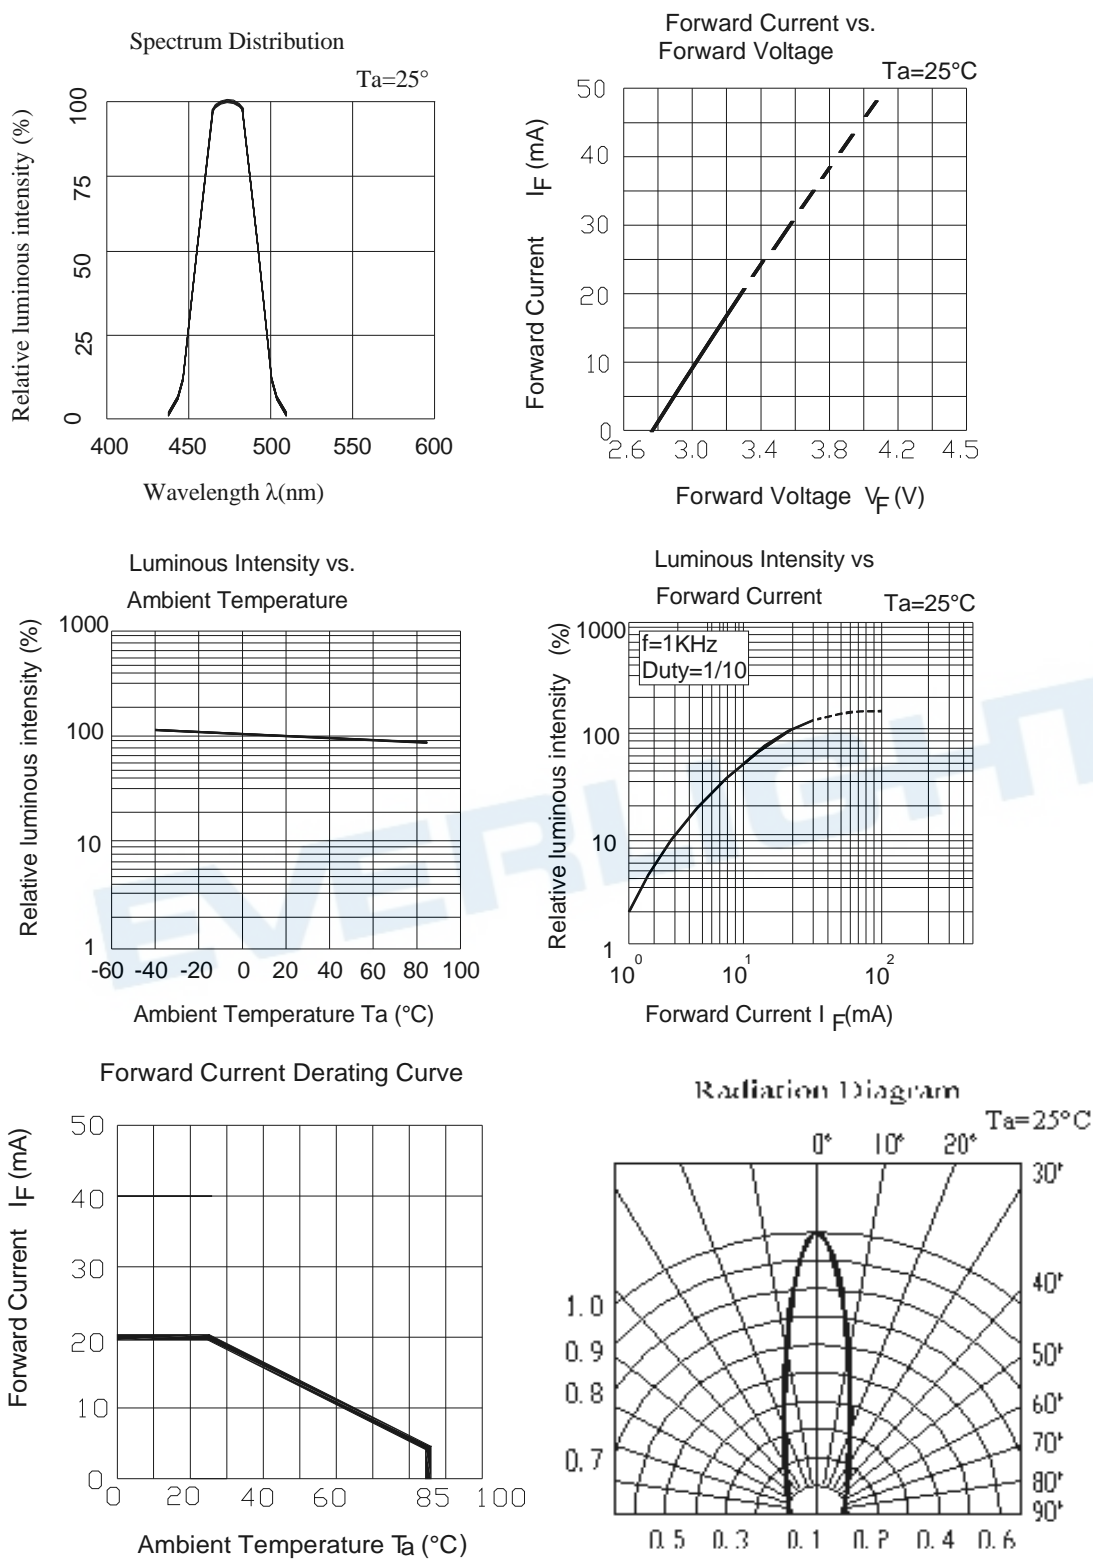 Spectrum Distribution
Ta=25°
Relative luminous intensity (%)
100
75
50
25
0
400 450 500 550 600
Wavelength λ(nm)
Forward Current vs.
Forward Voltage
Ta=25°C
Forward Current IF (mA)
50
40
30
20
10
0
2.6 3.0 3.4 3.8 4.2 4.5
Forward Voltage VF (V)
Luminous Intensity vs.
Ambient Temperature
Relative luminous intensity (%)
1000
100
10
1
-60 -40 -20 0 20 40 60 80 100
Ambient Temperature Ta (°C)
Luminous Intensity vs
Forward Current
Ta=25°C
f=1KHz
Duty=1/10
Relative luminous intensity (%)
1000
100
10
1
10⁰ 10¹ 10²
Forward Current I F(mA)
EVERLIGHT
Forward Current Derating Curve
Forward Current IF (mA)
50
40
30
20
10
0
0 20 40 60 85 100
Ambient Temperature Ta (°C)
Radiation Diagram
Ta=25°C
0° 10° 20°
30°
40°
50°
60°
70°
80°
90°
1.0
0.9
0.8
0.7
0.5 0.3 0.1 0.2 0.4 0.6